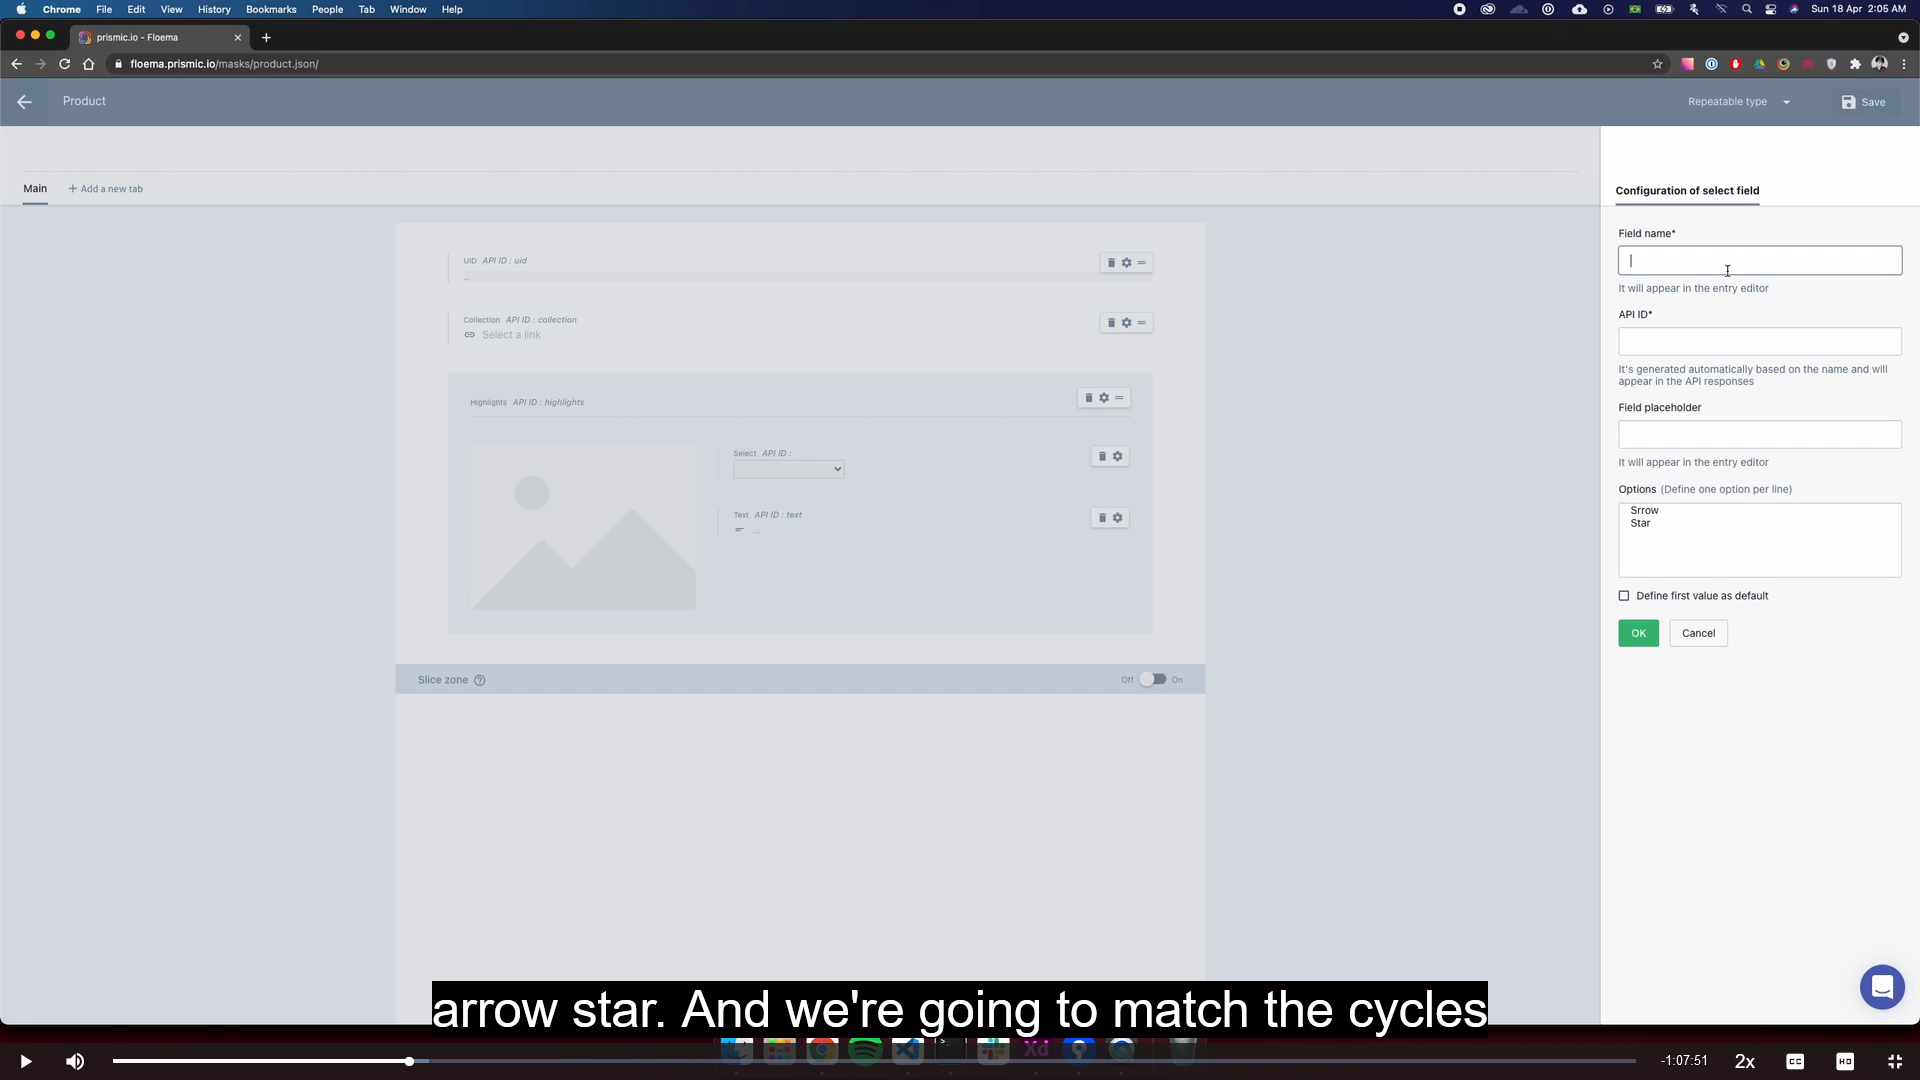 Chrome File Edit View History Bookmarks People Tab Window Help
Sun 18 Apr 2:05 AM
prismic.io - Floema
floema.prismic.io/masks/product.json/
Product
Repeatable type
Save
Main
+ Add a new tab
Configuration of select field
UID API ID : uid
...
Collection API ID : collection
Select a link
Highlights API ID : highlights
Select API ID :
Text API ID : text
...
Slice zone
Off
On
Field name*
It will appear in the entry editor
API ID*
It's generated automatically based on the name and will
appear in the API responses
Field placeholder
It will appear in the entry editor
Options (Define one option per line)
Srrow
Star
Define first value as default
OK
Cancel
arrow star. And we're going to match the cycles
Xd
-1:07:51
2x
CC
HD